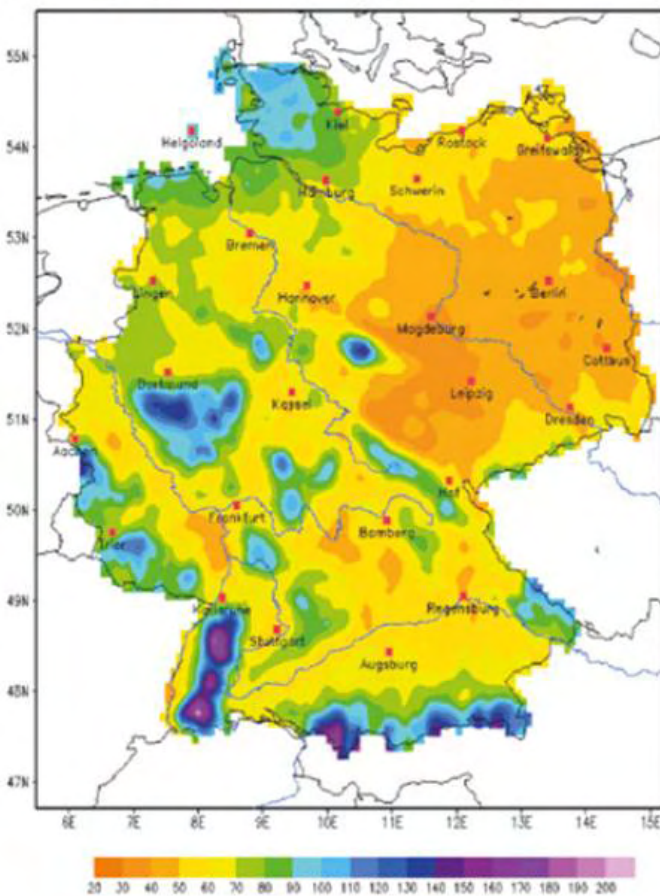 55N
Kiel
54N
Helgoland
Rostock
Greifswald
Hamburg
Schwerin
53N
Bremen
Lingen
Hannover
Berlin
52N
Magdeburg
Cottbus
Dortmund
Leipzig
51N
Kassel
Dresden
Aachen
Hof
50N
Frankfurt
Bamberg
Trier
49N
Karlsruhe
Regensburg
Stuttgart
Augsburg
48N
47N
6E 7E 8E 9E 10E 11E 12E 13E 14E 15E
20 30 40 50 60 70 80 90 100 110 120 130 140 150 160 170 180 190 200